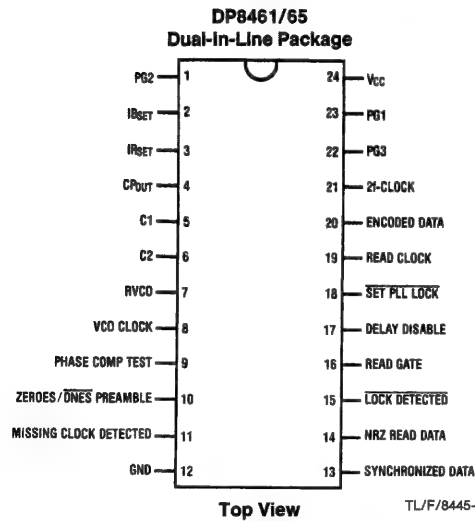 DP8461/65
Dual-In-Line Package
PG2 1
IBSET 2
IRSET 3
CPOUT 4
C1 5
C2 6
RVCO 7
VCO CLOCK 8
PHASE COMP TEST 9
ZEROES/ONES PREAMBLE 10
MISSING CLOCK DETECTED 11
GND 12
24 VCC
23 PG1
22 PG3
21 2f-CLOCK
20 ENCODED DATA
19 READ CLOCK
18 SET PLL LOCK
17 DELAY DISABLE
16 READ GATE
15 LOCK DETECTED
14 NRZ READ DATA
13 SYNCHRONIZED DATA
Top View
TL/F/8445-